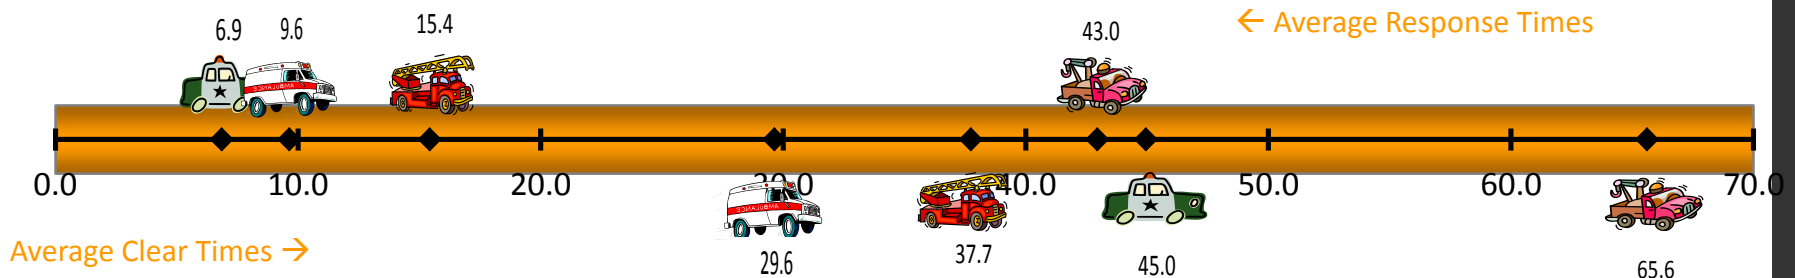 6.9 9.6 15.4 43.0 ← Average Response Times
0.0 10.0 20.0 30.0 40.0 50.0 60.0 70.0
AMBULANCE
AMBULANCE
Average Clear Times →
29.6 37.7 45.0 65.6